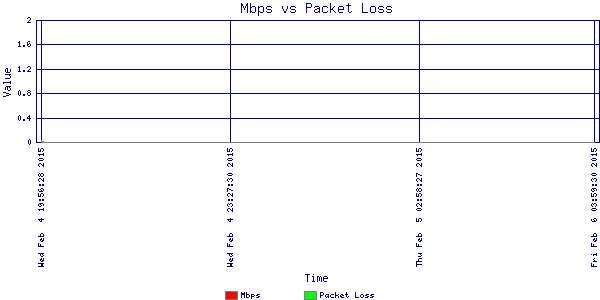 Mbps vs Packet Loss
2
1.6
1.2
0.8
0.4
0
Value
Wed Feb  4 19:56:28 2015
Wed Feb  4 23:27:30 2015
Thu Feb  5 02:58:27 2015
Fri Feb  6 03:59:30 2015
Time
Mbps
Packet Loss